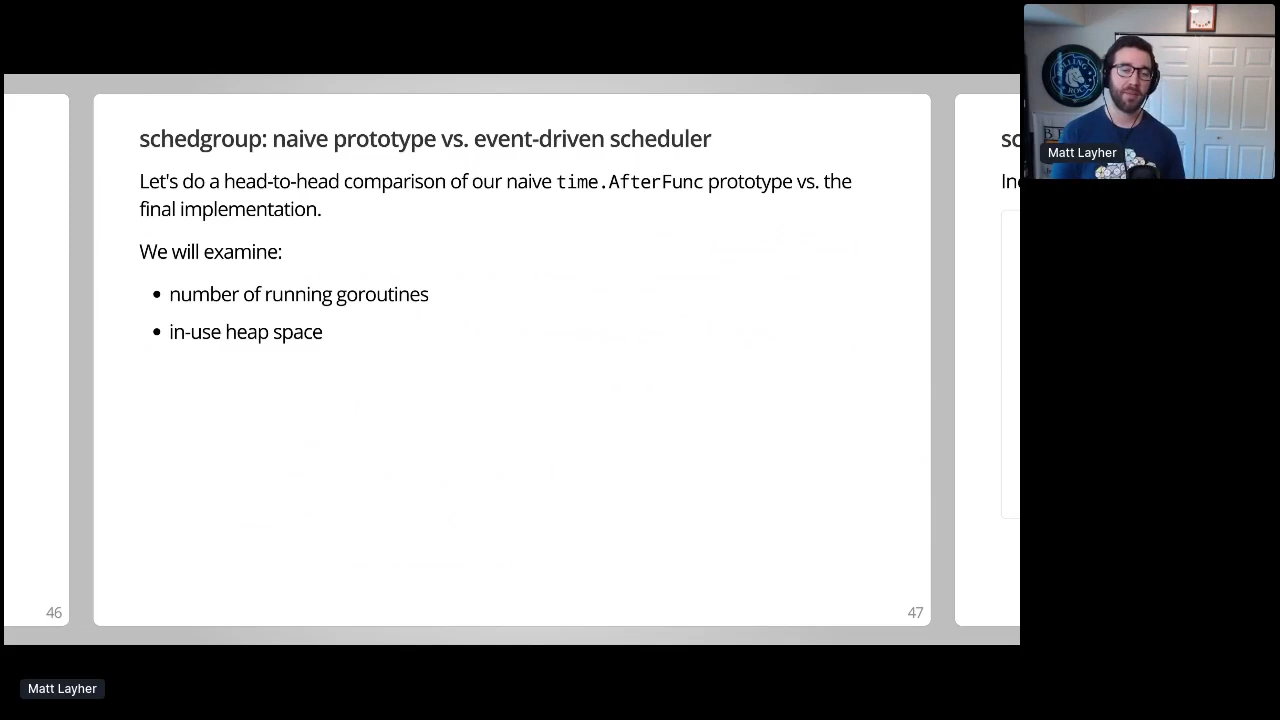 schedgroup: naive prototype vs. event-driven scheduler
Let's do a head-to-head comparison of our naive time.AfterFunc prototype vs. the
final implementation.
We will examine:
• number of running goroutines
• in-use heap space
46
47
sc
In
Matt Layher
Matt Layher
ROLLING
ROCK